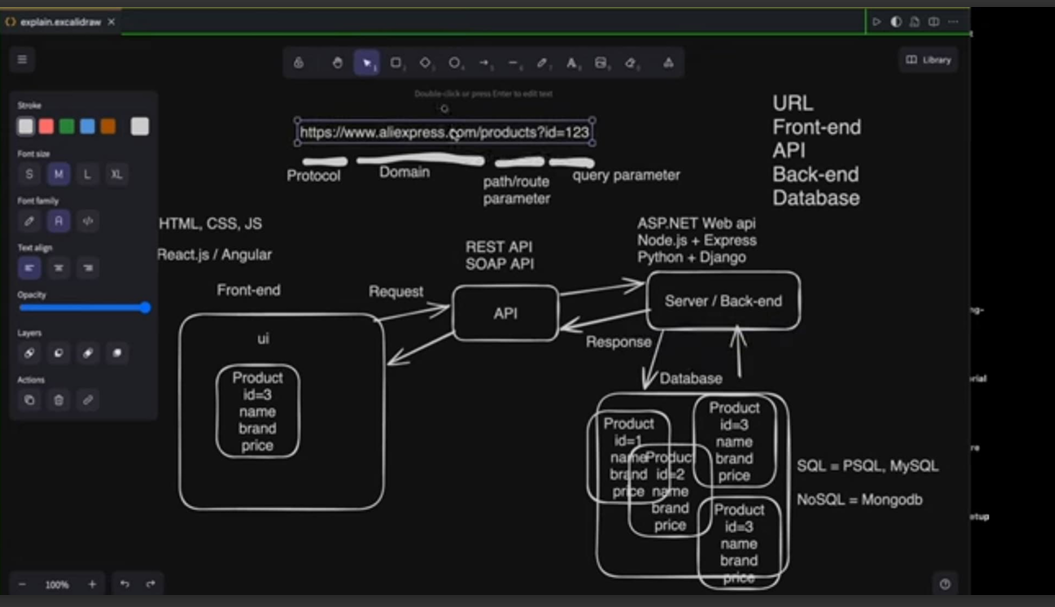 explain.excalidraw
Library
Double-click or press Enter to edit text
Stroke
Font size
S M L XL
Font family
Text align
Opacity
Layers
Actions
100%
https://www.aliexpress.com/products?id=123
Protocol
Domain
path/route
parameter
query parameter
URL
Front-end
API
Back-end
Database
HTML, CSS, JS
React.js / Angular
Front-end
ui
Product
id=3
name
brand
price
Request
REST API
SOAP API
API
ASP.NET Web api
Node.js + Express
Python + Django
Server / Back-end
Response
Database
Product
id=1
name
brand
price
Product
id=2
name
brand
price
Product
id=3
name
brand
price
Product
id=3
name
brand
price
SQL = PSQL, MySQL
NoSQL = Mongodb